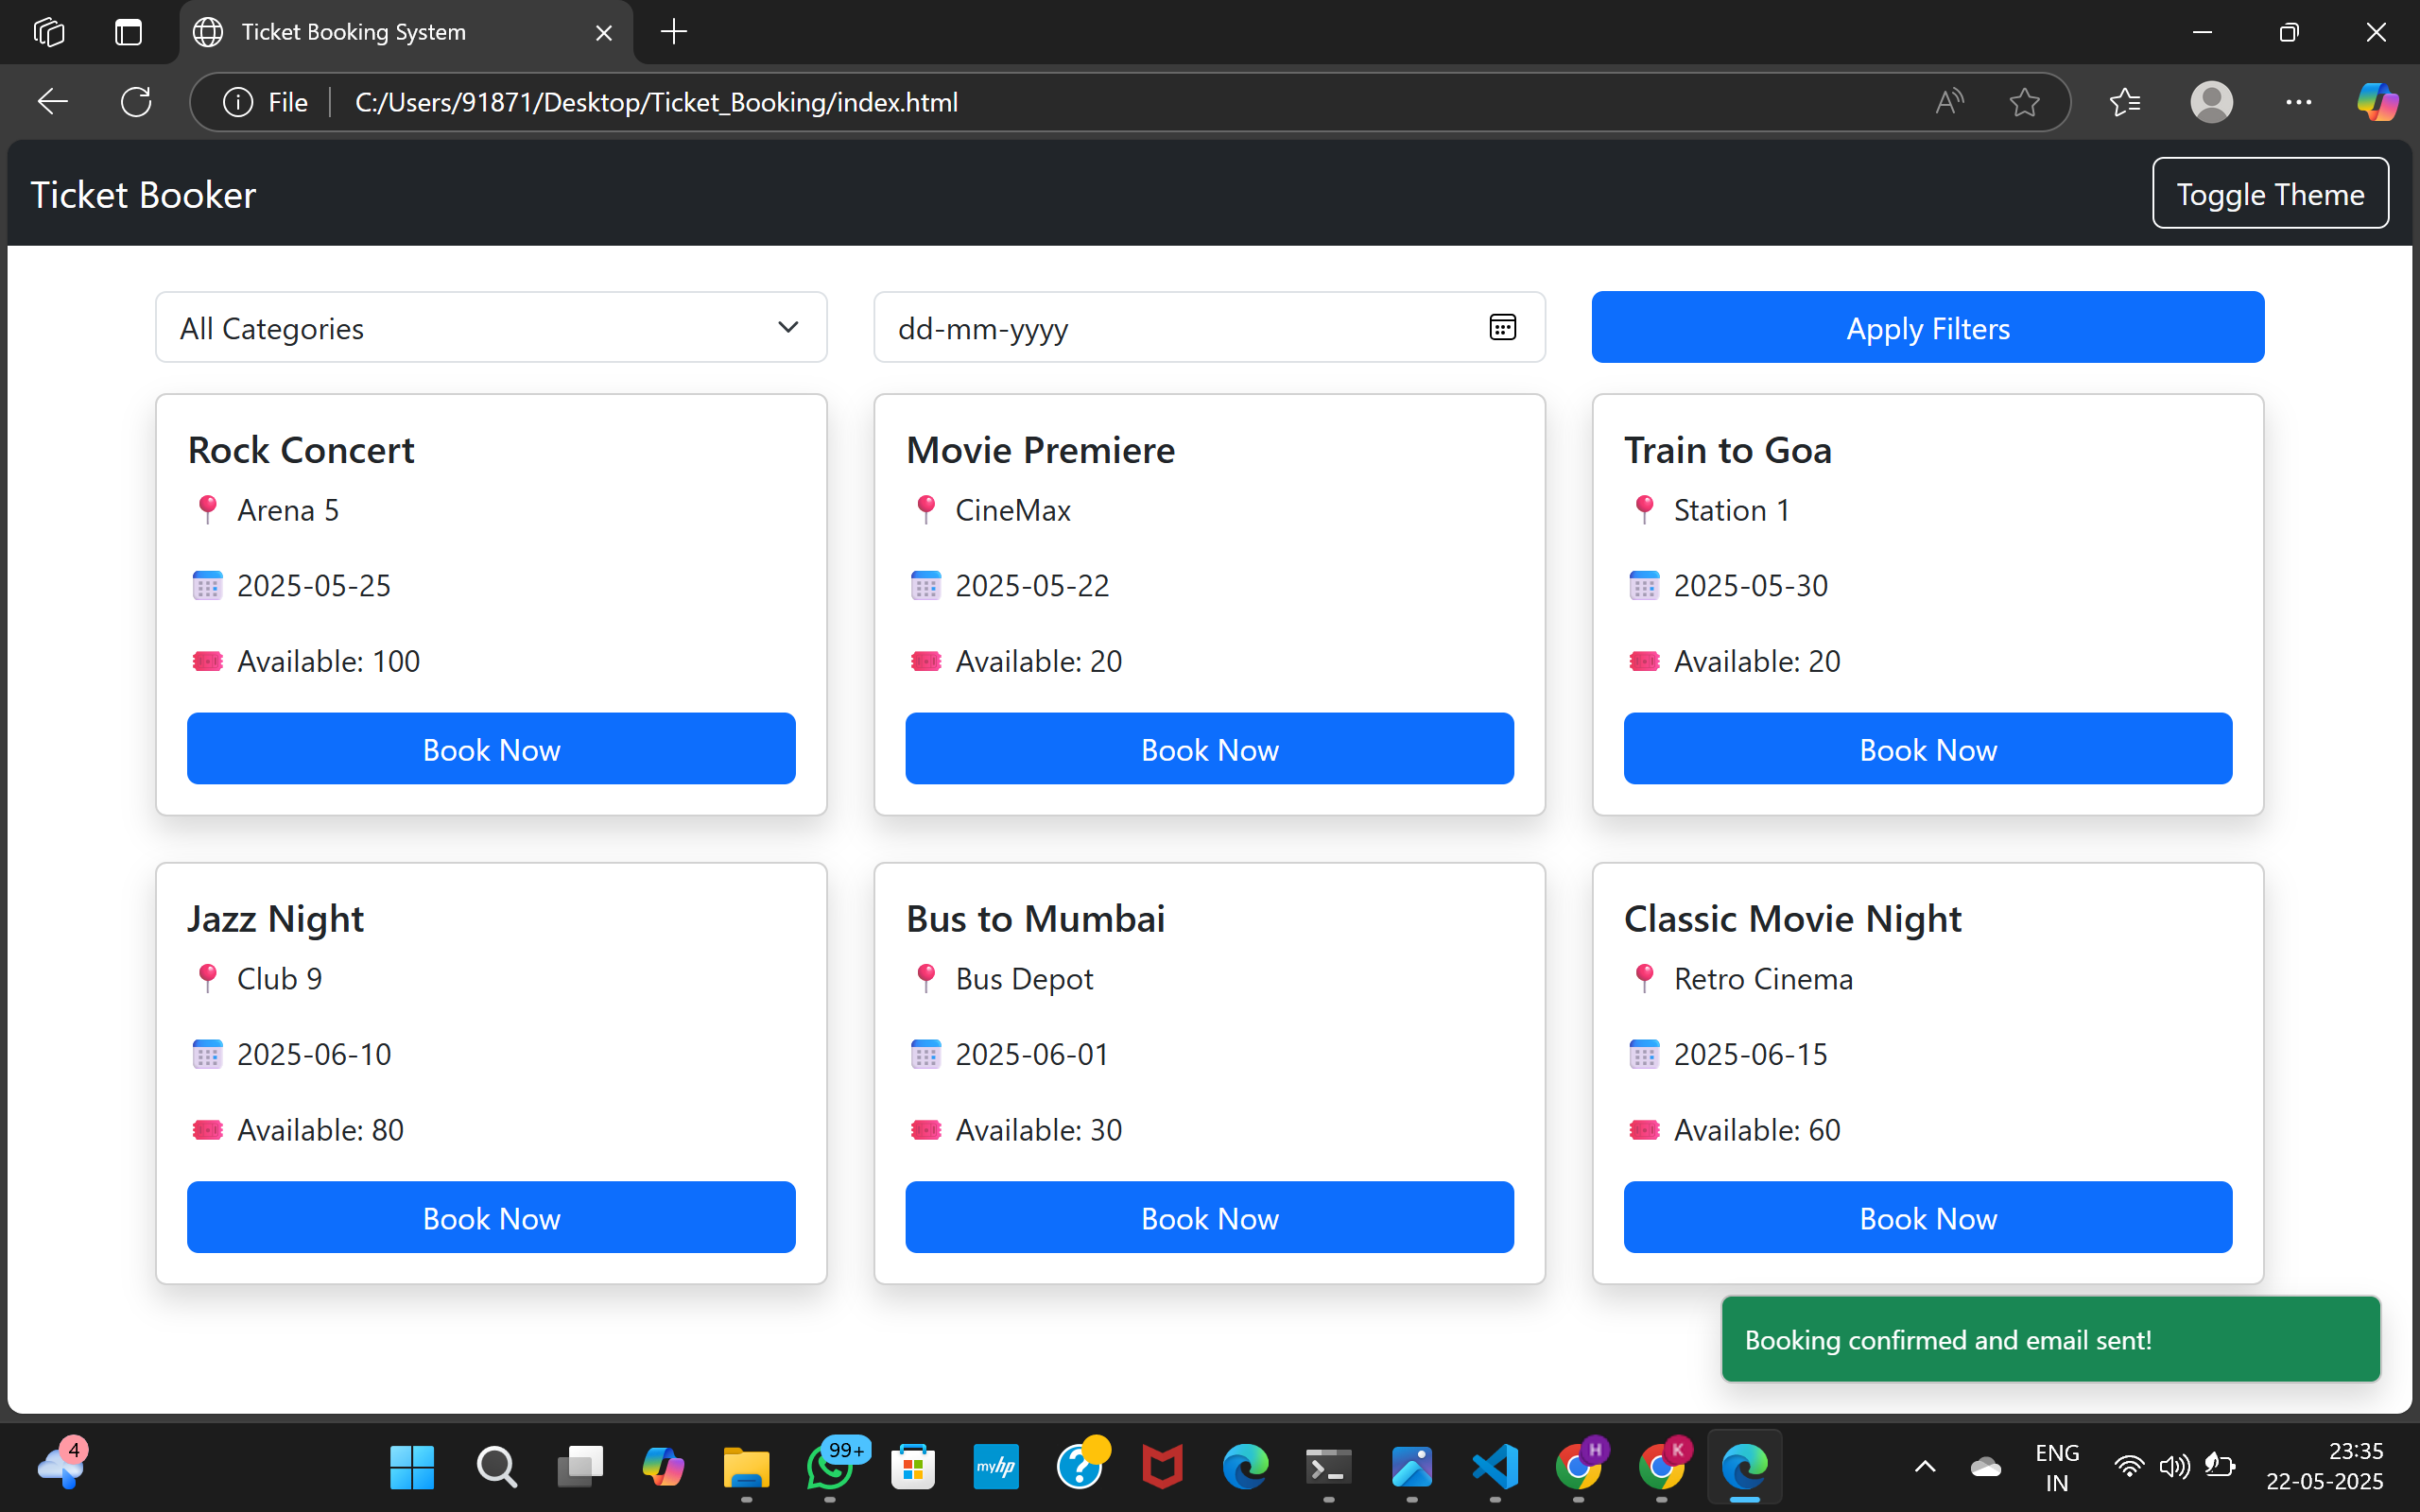 Ticket Booking System
File
C:/Users/91871/Desktop/Ticket_Booking/index.html
Ticket Booker
Toggle Theme
All Categories
dd-mm-yyyy
Apply Filters
Rock Concert
Arena 5
2025-05-25
Available: 100
Book Now
Movie Premiere
CineMax
2025-05-22
Available: 20
Book Now
Train to Goa
Station 1
2025-05-30
Available: 20
Book Now
Jazz Night
Club 9
2025-06-10
Available: 80
Book Now
Bus to Mumbai
Bus Depot
2025-06-01
Available: 30
Book Now
Classic Movie Night
Retro Cinema
2025-06-15
Available: 60
Book Now
Booking confirmed and email sent!
4
99+
myhp
H
K
ENG
IN
23:35
22-05-2025